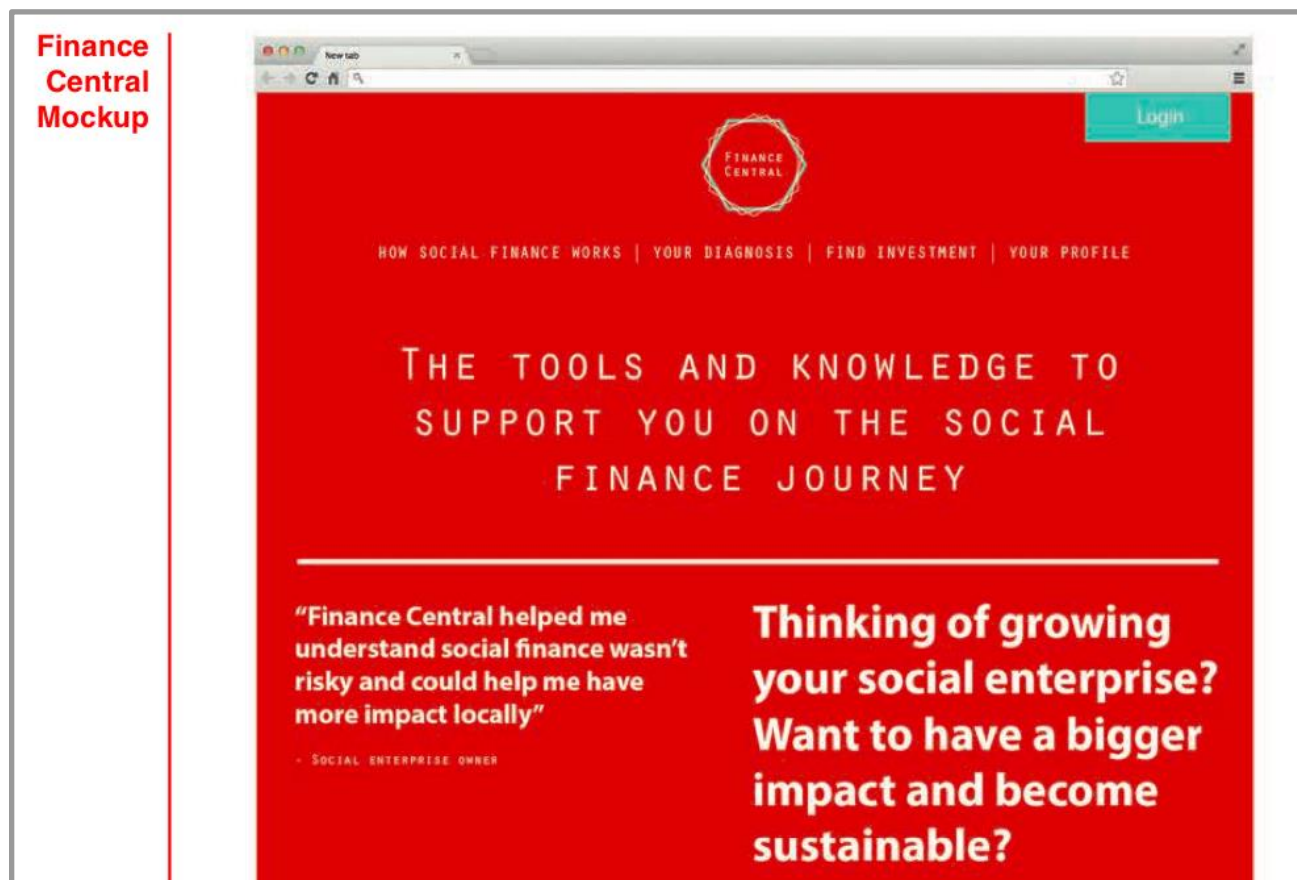 Finance
Central
Mockup
New tab
Login
FINANCE
CENTRAL
HOW SOCIAL FINANCE WORKS | YOUR DIAGNOSIS | FIND INVESTMENT | YOUR PROFILE
THE TOOLS AND KNOWLEDGE TO
SUPPORT YOU ON THE SOCIAL
FINANCE JOURNEY
“Finance Central helped me
understand social finance wasn’t
risky and could help me have
more impact locally”
- SOCIAL ENTERPRISE OWNER
Thinking of growing
your social enterprise?
Want to have a bigger
impact and become
sustainable?